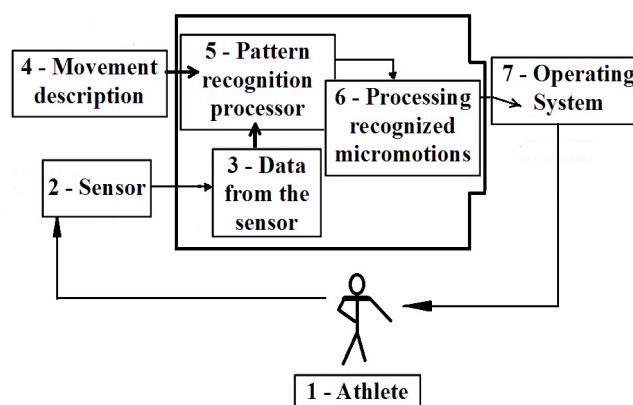 4 - Movement
description
5 - Pattern
recognition
processor
6 - Processing
recognized
micromotions
7 - Operating
System
2 - Sensor
3 - Data
from the
sensor
1 - Athlete